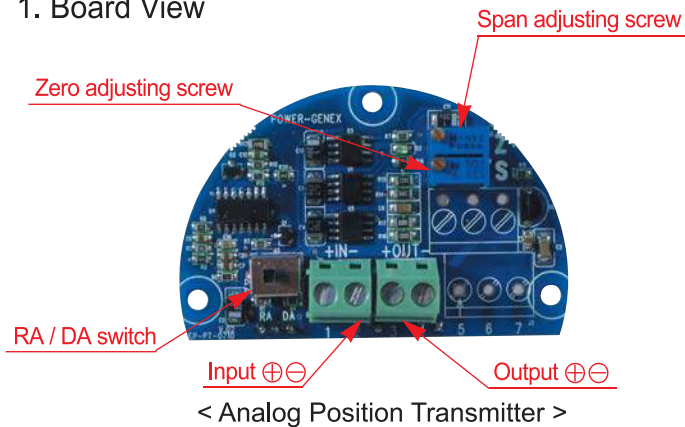 1. Board View
Span adjusting screw
Zero adjusting screw
POWER-GENEX
Z
S
+IN-
+OUT-
RA DA
1
5 6 7
RA / DA switch
Input ⊕⊖
Output ⊕⊖
< Analog Position Transmitter >